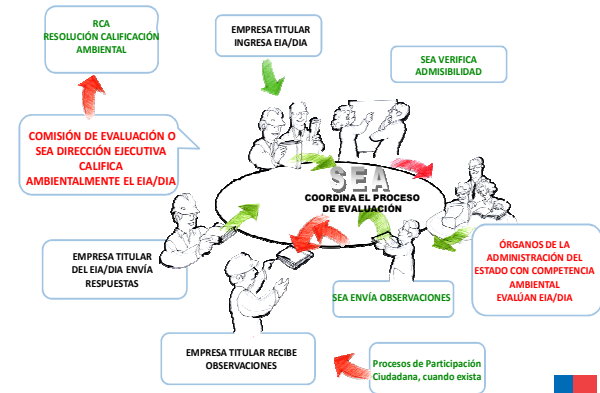 RCA
RESOLUCIÓN CALIFICACIÓN
AMBIENTAL
EMPRESA TITULAR
INGRESA EIA/DIA
SEA VERIFICA
ADMISIBILIDAD
COMISIÓN DE EVALUACIÓN O
SEA DIRECCIÓN EJECUTIVA
CALIFICA
AMBIENTALMENTE EL EIA/DIA
SEA
COORDINA EL PROCESO
DE EVALUACIÓN
ÓRGANOS DE LA
ADMINISTRACIÓN DEL
ESTADO CON COMPETENCIA
AMBIENTAL
EVALÚAN EIA/DIA
EMPRESA TITULAR
DEL EIA/DIA ENVÍA
RESPUESTAS
SEA ENVÍA OBSERVACIONES
EMPRESA TITULAR RECIBE
OBSERVACIONES
Procesos de Participación
Ciudadana, cuando exista